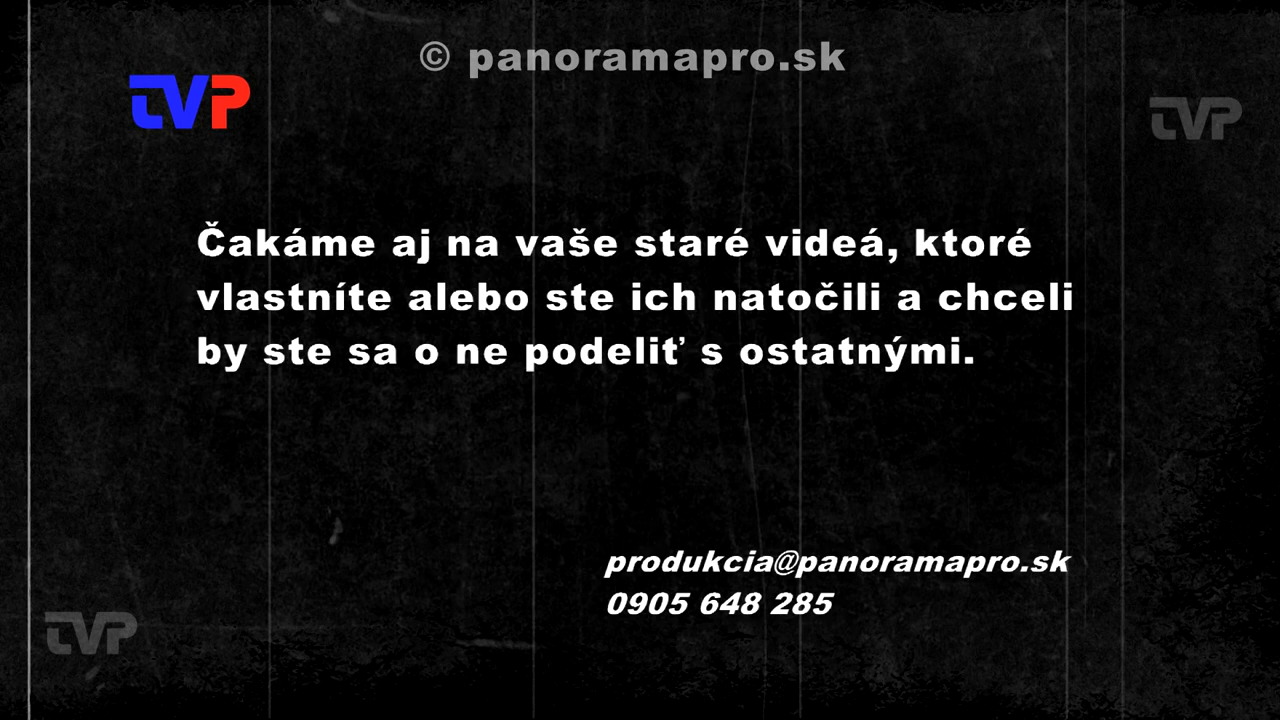 © panoramapro.sk
TVP
TVP
Čakáme aj na vaše staré videá, ktoré
vlastníte alebo ste ich natočili a chceli
by ste sa o ne podeliť s ostatnými.
produkcia@panoramapro.sk
0905 648 285
TVP